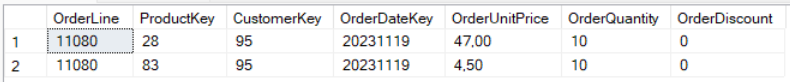 OrderLine ProductKey CustomerKey OrderDateKey OrderUnitPrice OrderQuantity OrderDiscount
1 11080 28 95 20231119 47,00 10 0
2 11080 83 95 20231119 4,50 10 0